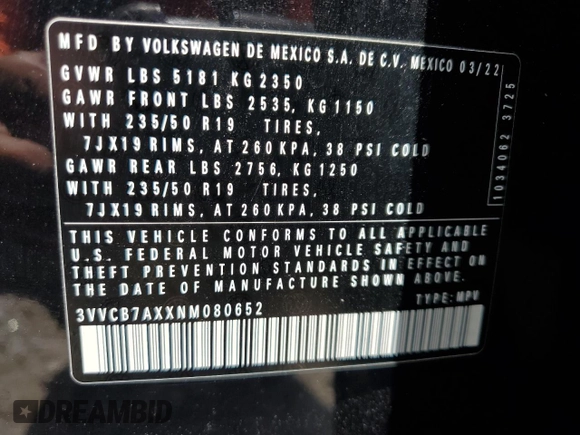 MFD BY VOLKSWAGEN DE MEXICO S.A. DE C.V. MEXICO 03/22
GVWR LBS 5181 KG 2350
GAWR FRONT LBS 2535, KG 1150
WITH 235/50 R19 TIRES,
7JX19 RIMS, AT 260 KPA, 38 PSI COLD
GAWR REAR LBS 2756, KG 1250
WITH 235/50 R19 TIRES,
7JX19 RIMS, AT 260 KPA, 38 PSI COLD
1034062 3725
THIS VEHICLE CONFORMS TO ALL APPLICABLE
U.S. FEDERAL MOTOR VEHICLE SAFETY AND
THEFT PREVENTION STANDARDS IN EFFECT ON
THE DATE OF MANUFACTURE SHOWN ABOVE.
3VVCB7AXXNM080652 TYPE: MPV
DREAMBID